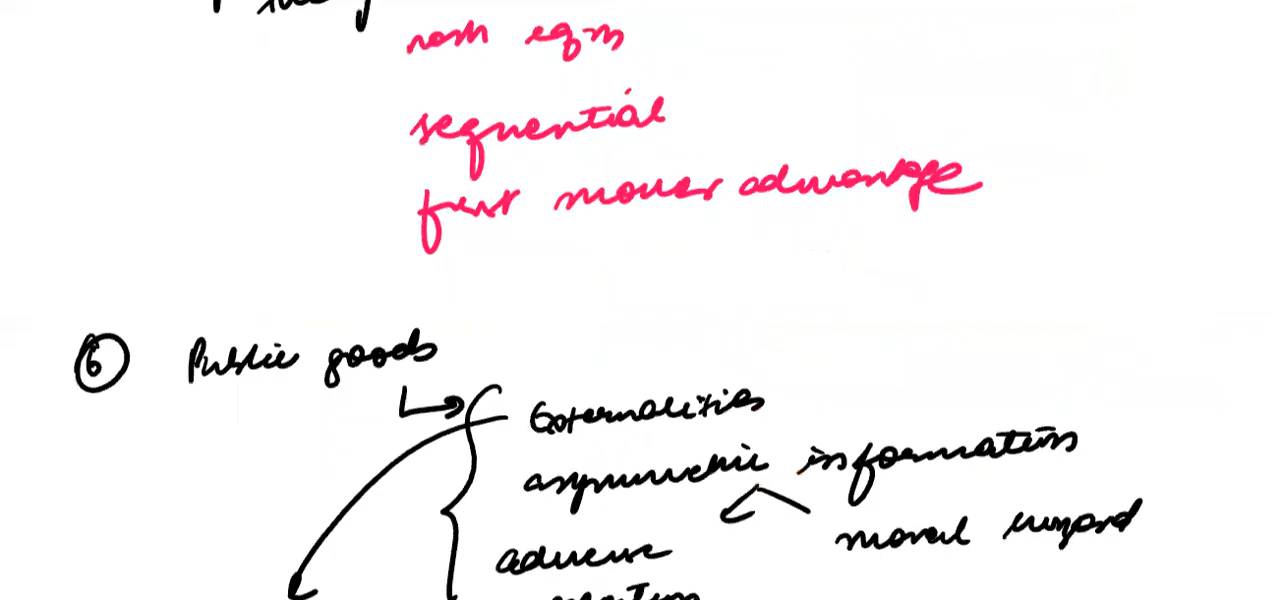 nash eqm
sequential
first mover advantage
6 Public goods
Externalities
asymmetric information
moral hazard
adverse